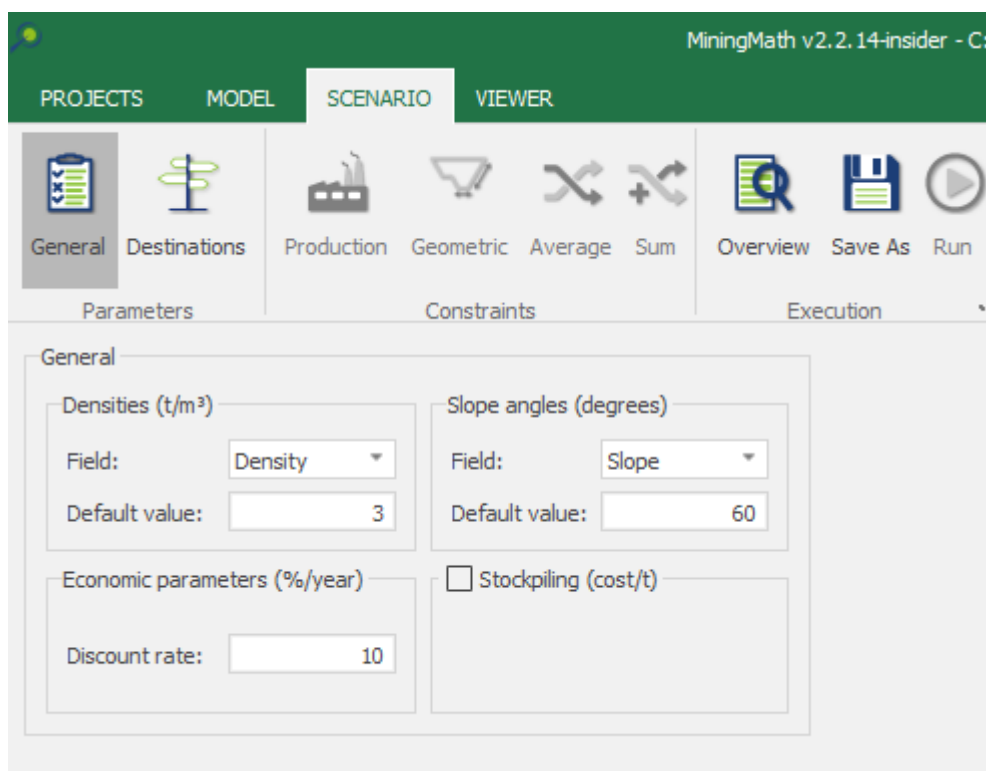 MiningMath v2.2.14-insider - C:
PROJECTS MODEL SCENARIO VIEWER
General Destinations Production Geometric Average Sum Overview Save As Run
Parameters Constraints Execution
General
Densities (t/m³) Slope angles (degrees)
Field: Density Field: Slope
Default value: 3 Default value: 60
Economic parameters (%/year) Stockpiling (cost/t)
Discount rate: 10